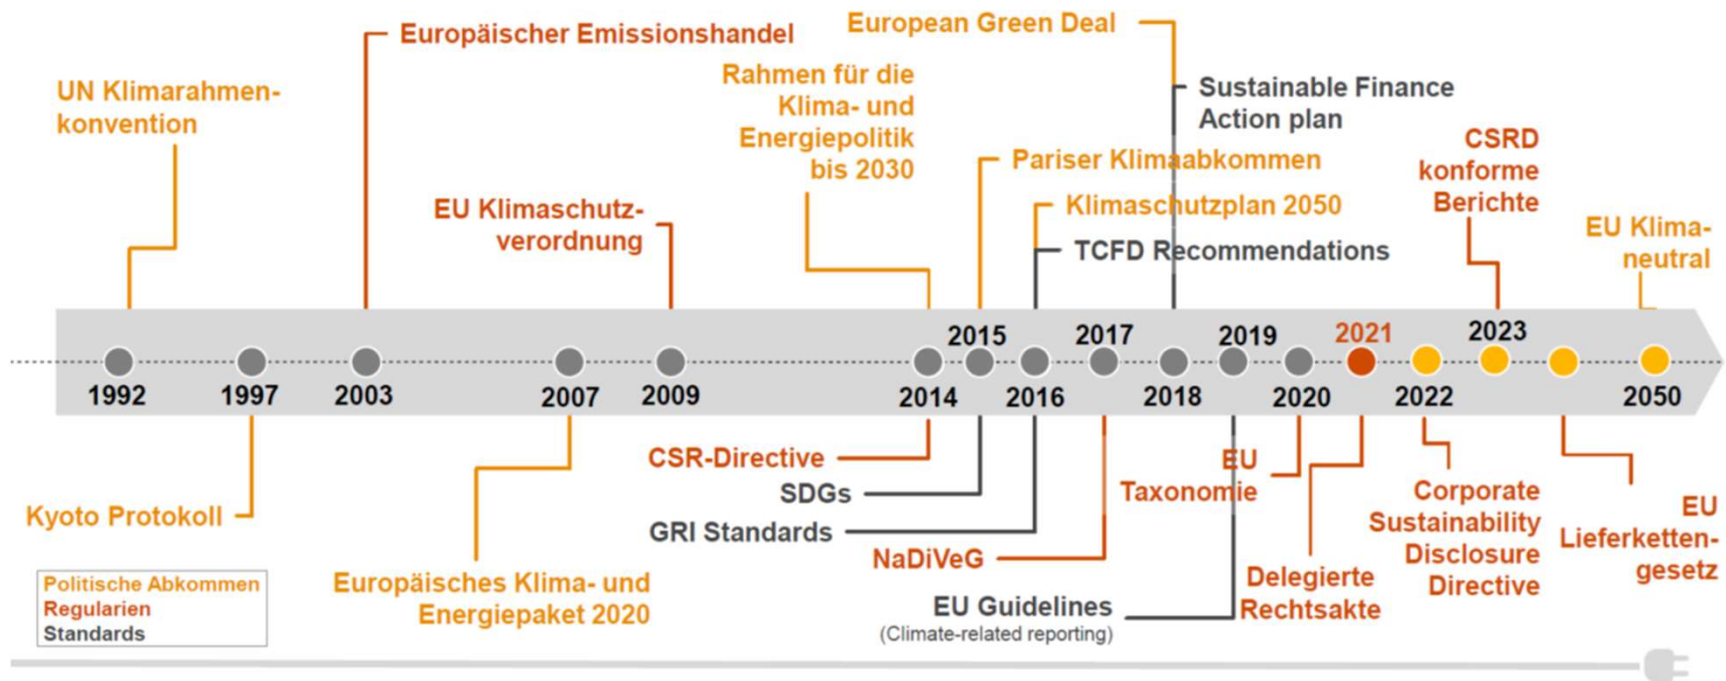 European Green Deal
Europäischer Emissionshandel
Rahmen für die
Klima- und
Energiepolitik
bis 2030
UN Klimarahmen-
konvention
Sustainable Finance
Action plan
CSRD
konforme
Berichte
Pariser Klimaabkommen
EU Klimaschutz-
verordnung
Klimaschutzplan 2050
EU Klima-
neutral
TCFD Recommendations
2015
2017
2019
2021
2023
1992
1997
2003
2007
2009
2014
2016
2018
2020
2022
2050
CSR-Directive
SDGs
GRI Standards
NaDiVeG
EU
Taxonomie
Corporate
Sustainability
Disclosure
Directive
EU
Lieferketten-
gesetz
Kyoto Protokoll
Europäisches Klima- und
Energiepaket 2020
EU Guidelines
(Climate-related reporting)
Delegierte
Rechtsakte
Politische Abkommen
Regularien
Standards